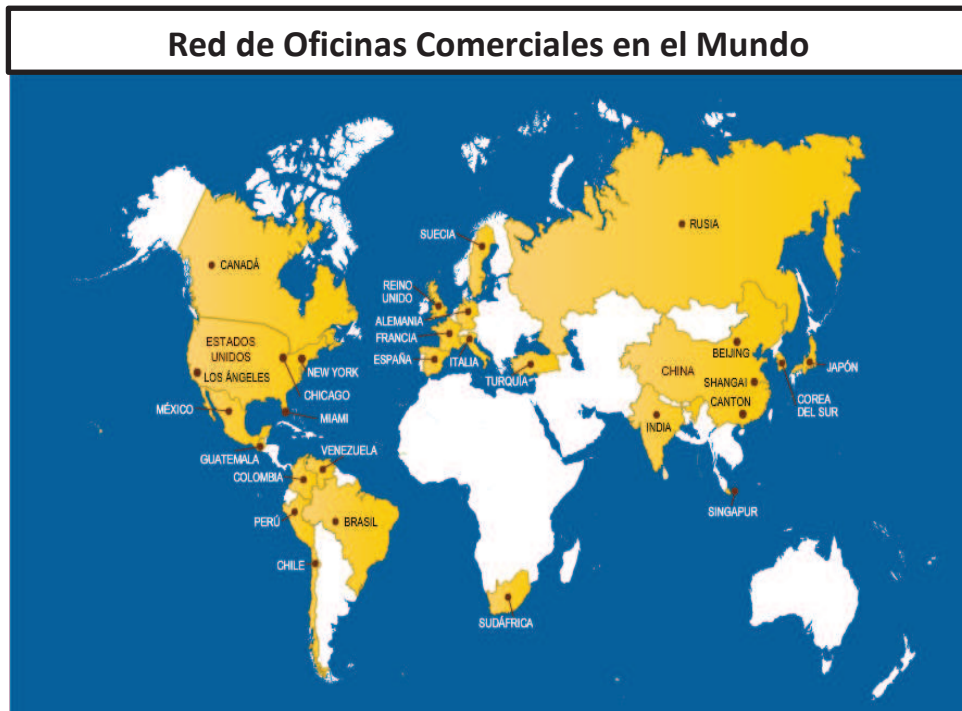 Red de Oficinas Comerciales en el Mundo
RUSIA
SUECIA
CANADÁ
REINO
UNIDO
ALEMANIA
FRANCIA
ESTADOS
UNIDOS
ESPAÑA
ITALIA
BEIJING
NEW YORK
JAPÓN
LOS ÁNGELES
TURQUÍA
CHINA
SHANGAI
CHICAGO
COREA
DEL SUR
MÉXICO
MIAMI
CANTON
INDIA
GUATEMALA
VENEZUELA
COLOMBIA
SINGAPUR
PERÚ
BRASIL
CHILE
SUDÁFRICA